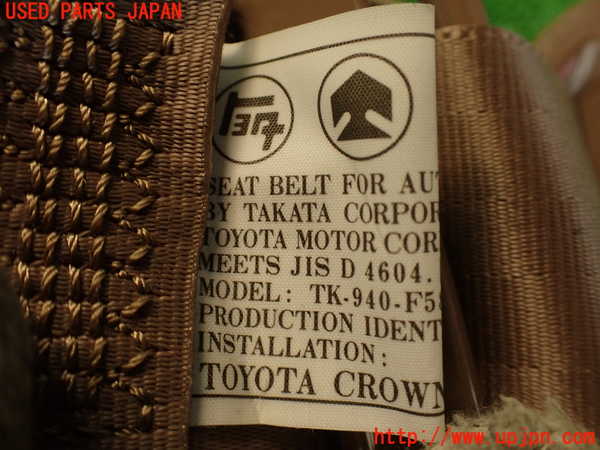 USED PARTS JAPAN
トヨタ
SEAT BELT FOR AUT
BY TAKATA CORPOR
TOYOTA MOTOR COR
MEETS JIS D 4604.
MODEL: TK-940-F5
PRODUCTION IDENT
INSTALLATION:
TOYOTA CROWN
http://www.upjpn.com